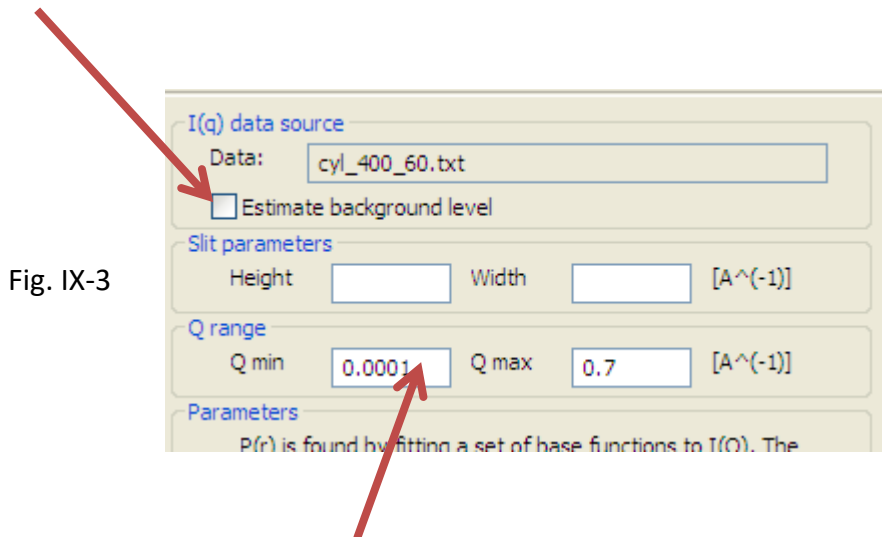 I(q) data source
Data: cyl_400_60.txt
Estimate background level
Slit parameters
Height Width [A^(-1)]
Fig. IX-3
Q range
Q min 0.0001 Q max 0.7 [A^(-1)]
Parameters
P(r) is found by fitting a set of base functions to I(Q). The